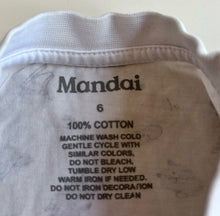 Mandai
6
100% COTTON
MACHINE WASH COLD
GENTLE CYCLE WITH
SIMILAR COLORS,
DO NOT BLEACH,
TUMBLE DRY LOW
WARM IRON IF NEEDED.
DO NOT IRON DECORATION
DO NOT DRY CLEAN